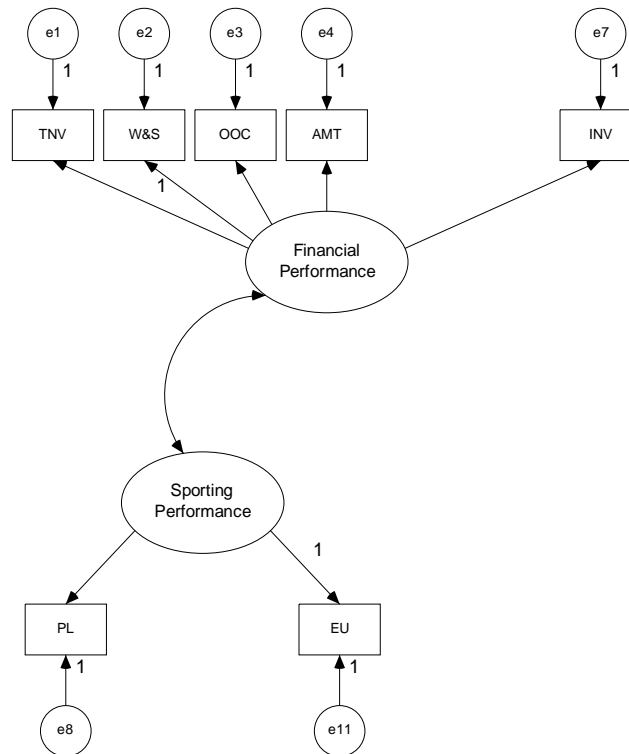 e1
e2
e3
e4
e7
1
1
1
1
1
TNV
W&S
OOC
AMT
INV
1
Financial
Performance
Sporting
Performance
1
PL
EU
1
1
e8
e11